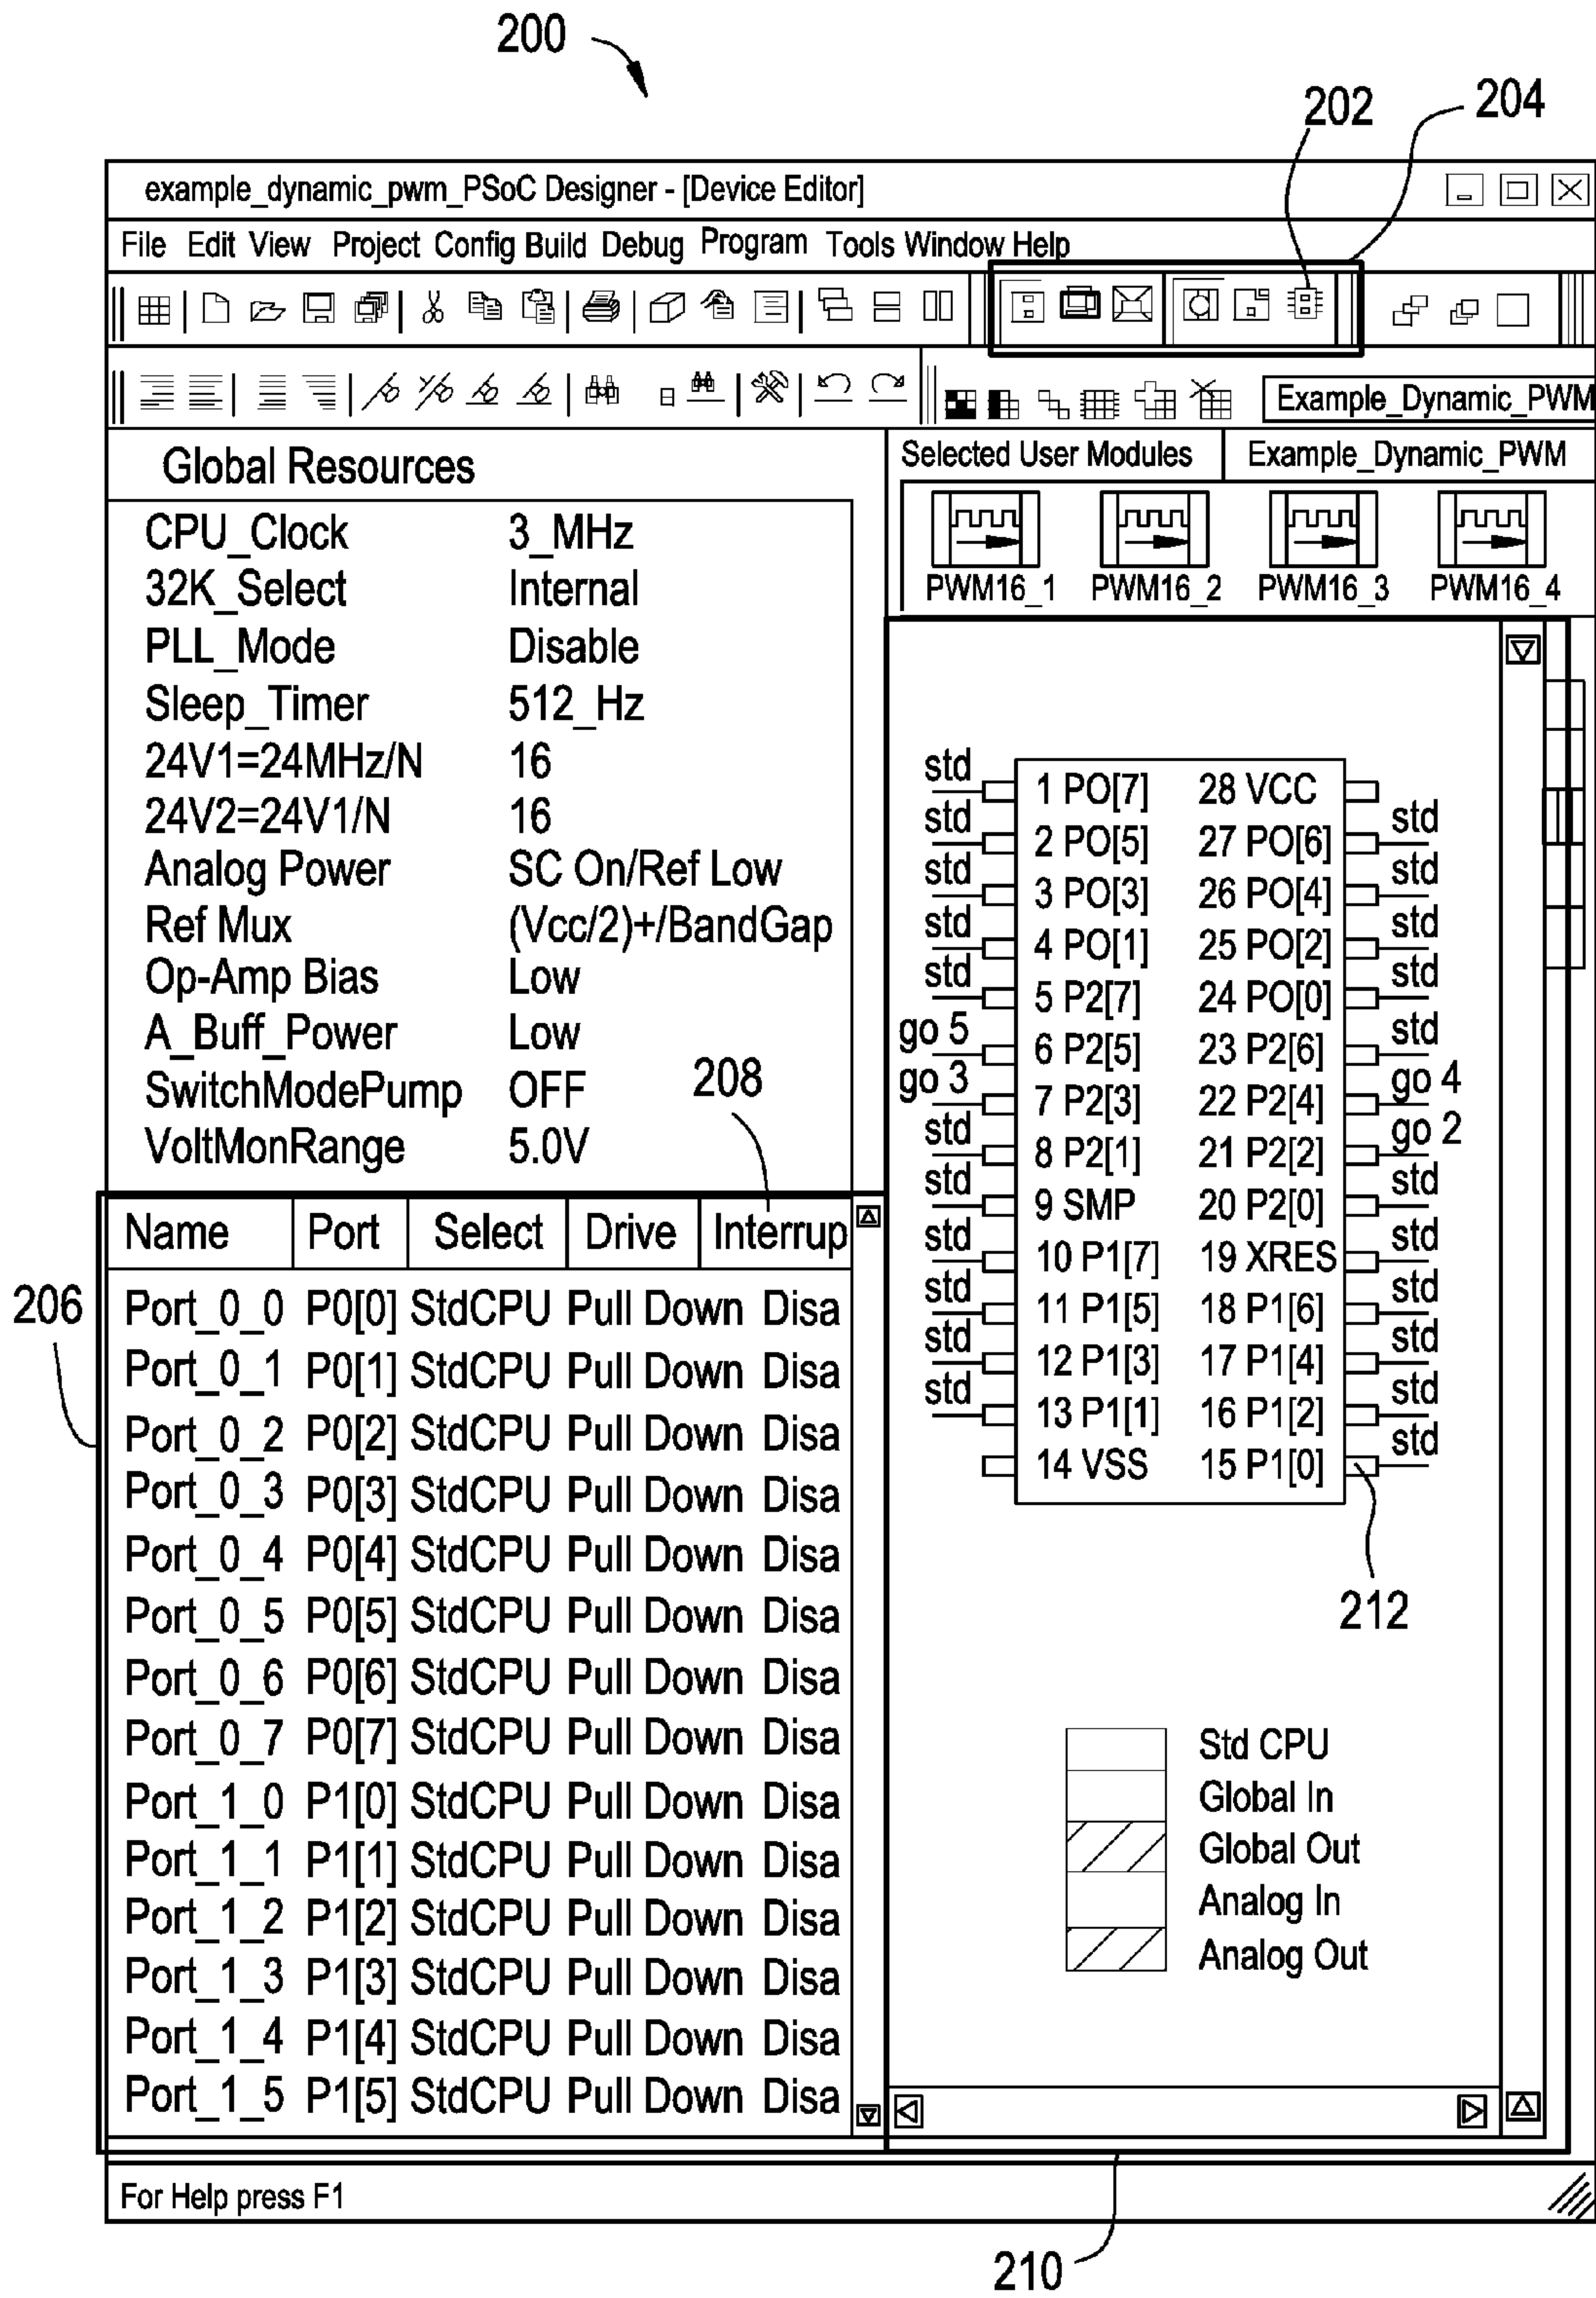 200
202
204
example_dynamic_pwm_PSoC Designer - [Device Editor]
File Edit View Project Config Build Debug Program Tools Window Help
Example_Dynamic_PWM
Global Resources
CPU_Clock 3_MHz
32K_Select Internal
PLL_Mode Disable
Sleep_Timer 512_Hz
24V1=24MHz/N 16
24V2=24V1/N 16
Analog Power SC On/Ref Low
Ref Mux (Vcc/2)+/BandGap
Op-Amp Bias Low
A_Buff_Power Low
SwitchModePump OFF
VoltMonRange 5.0V
208
Selected User Modules Example_Dynamic_PWM
PWM16_1 PWM16_2 PWM16_3 PWM16_4
std 1 PO[7] 28 VCC
std 2 PO[5] 27 PO[6] std
std 3 PO[3] 26 PO[4] std
std 4 PO[1] 25 PO[2] std
std 5 P2[7] 24 PO[0] std
go 5 6 P2[5] 23 P2[6] std
go 3 7 P2[3] 22 P2[4] go 4
std 8 P2[1] 21 P2[2] go 2
std 9 SMP 20 P2[0] std
std 10 P1[7] 19 XRES std
std 11 P1[5] 18 P1[6] std
std 12 P1[3] 17 P1[4] std
std 13 P1[1] 16 P1[2] std
14 VSS 15 P1[0] std
212
Std CPU
Global In
Global Out
Analog In
Analog Out
206
Name Port Select Drive Interrup
Port_0_0 P0[0] StdCPU Pull Down Disa
Port_0_1 P0[1] StdCPU Pull Down Disa
Port_0_2 P0[2] StdCPU Pull Down Disa
Port_0_3 P0[3] StdCPU Pull Down Disa
Port_0_4 P0[4] StdCPU Pull Down Disa
Port_0_5 P0[5] StdCPU Pull Down Disa
Port_0_6 P0[6] StdCPU Pull Down Disa
Port_0_7 P0[7] StdCPU Pull Down Disa
Port_1_0 P1[0] StdCPU Pull Down Disa
Port_1_1 P1[1] StdCPU Pull Down Disa
Port_1_2 P1[2] StdCPU Pull Down Disa
Port_1_3 P1[3] StdCPU Pull Down Disa
Port_1_4 P1[4] StdCPU Pull Down Disa
Port_1_5 P1[5] StdCPU Pull Down Disa
For Help press F1
210